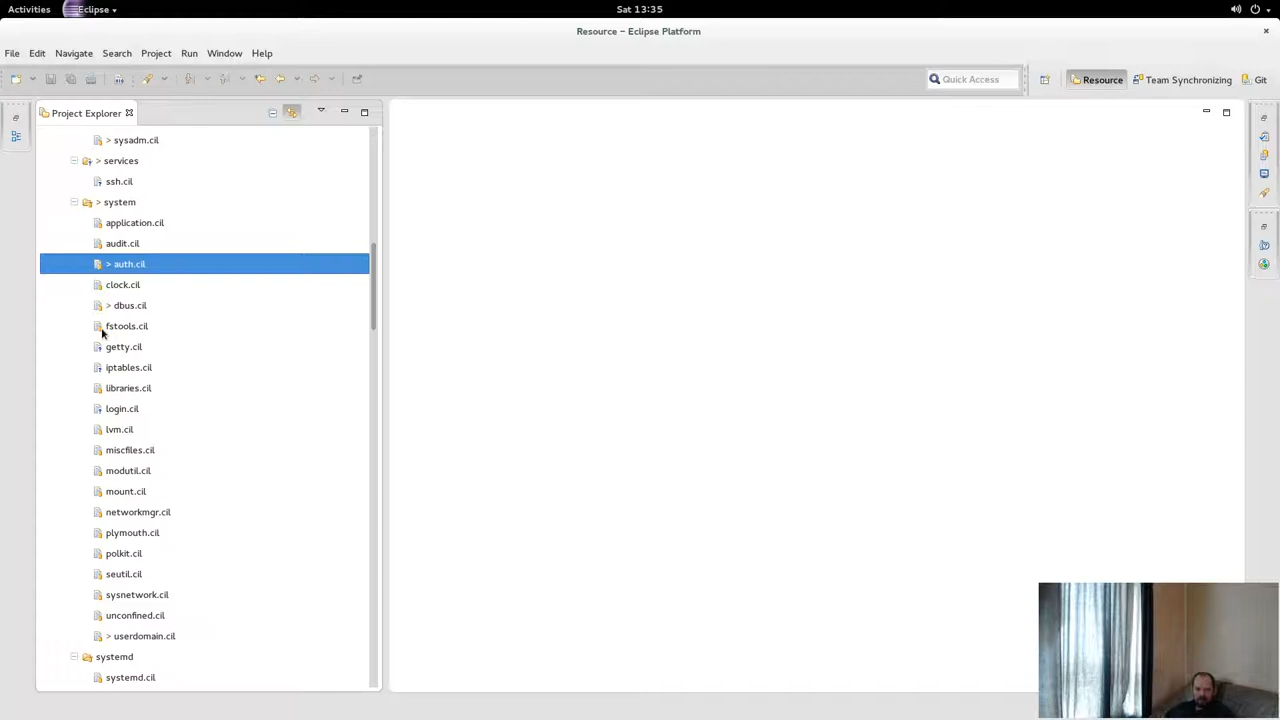 Activities Eclipse Sat 13:35
Resource – Eclipse Platform
File Edit Navigate Search Project Run Window Help
Quick Access Resource Team Synchronizing Git
Project Explorer
> sysadm.cil
> services
ssh.cil
> system
application.cil
audit.cil
> auth.cil
clock.cil
> dbus.cil
fstools.cil
getty.cil
iptables.cil
libraries.cil
login.cil
lvm.cil
miscfiles.cil
modutil.cil
mount.cil
networkmgr.cil
plymouth.cil
polkit.cil
seutil.cil
sysnetwork.cil
unconfined.cil
> userdomain.cil
systemd
systemd.cil